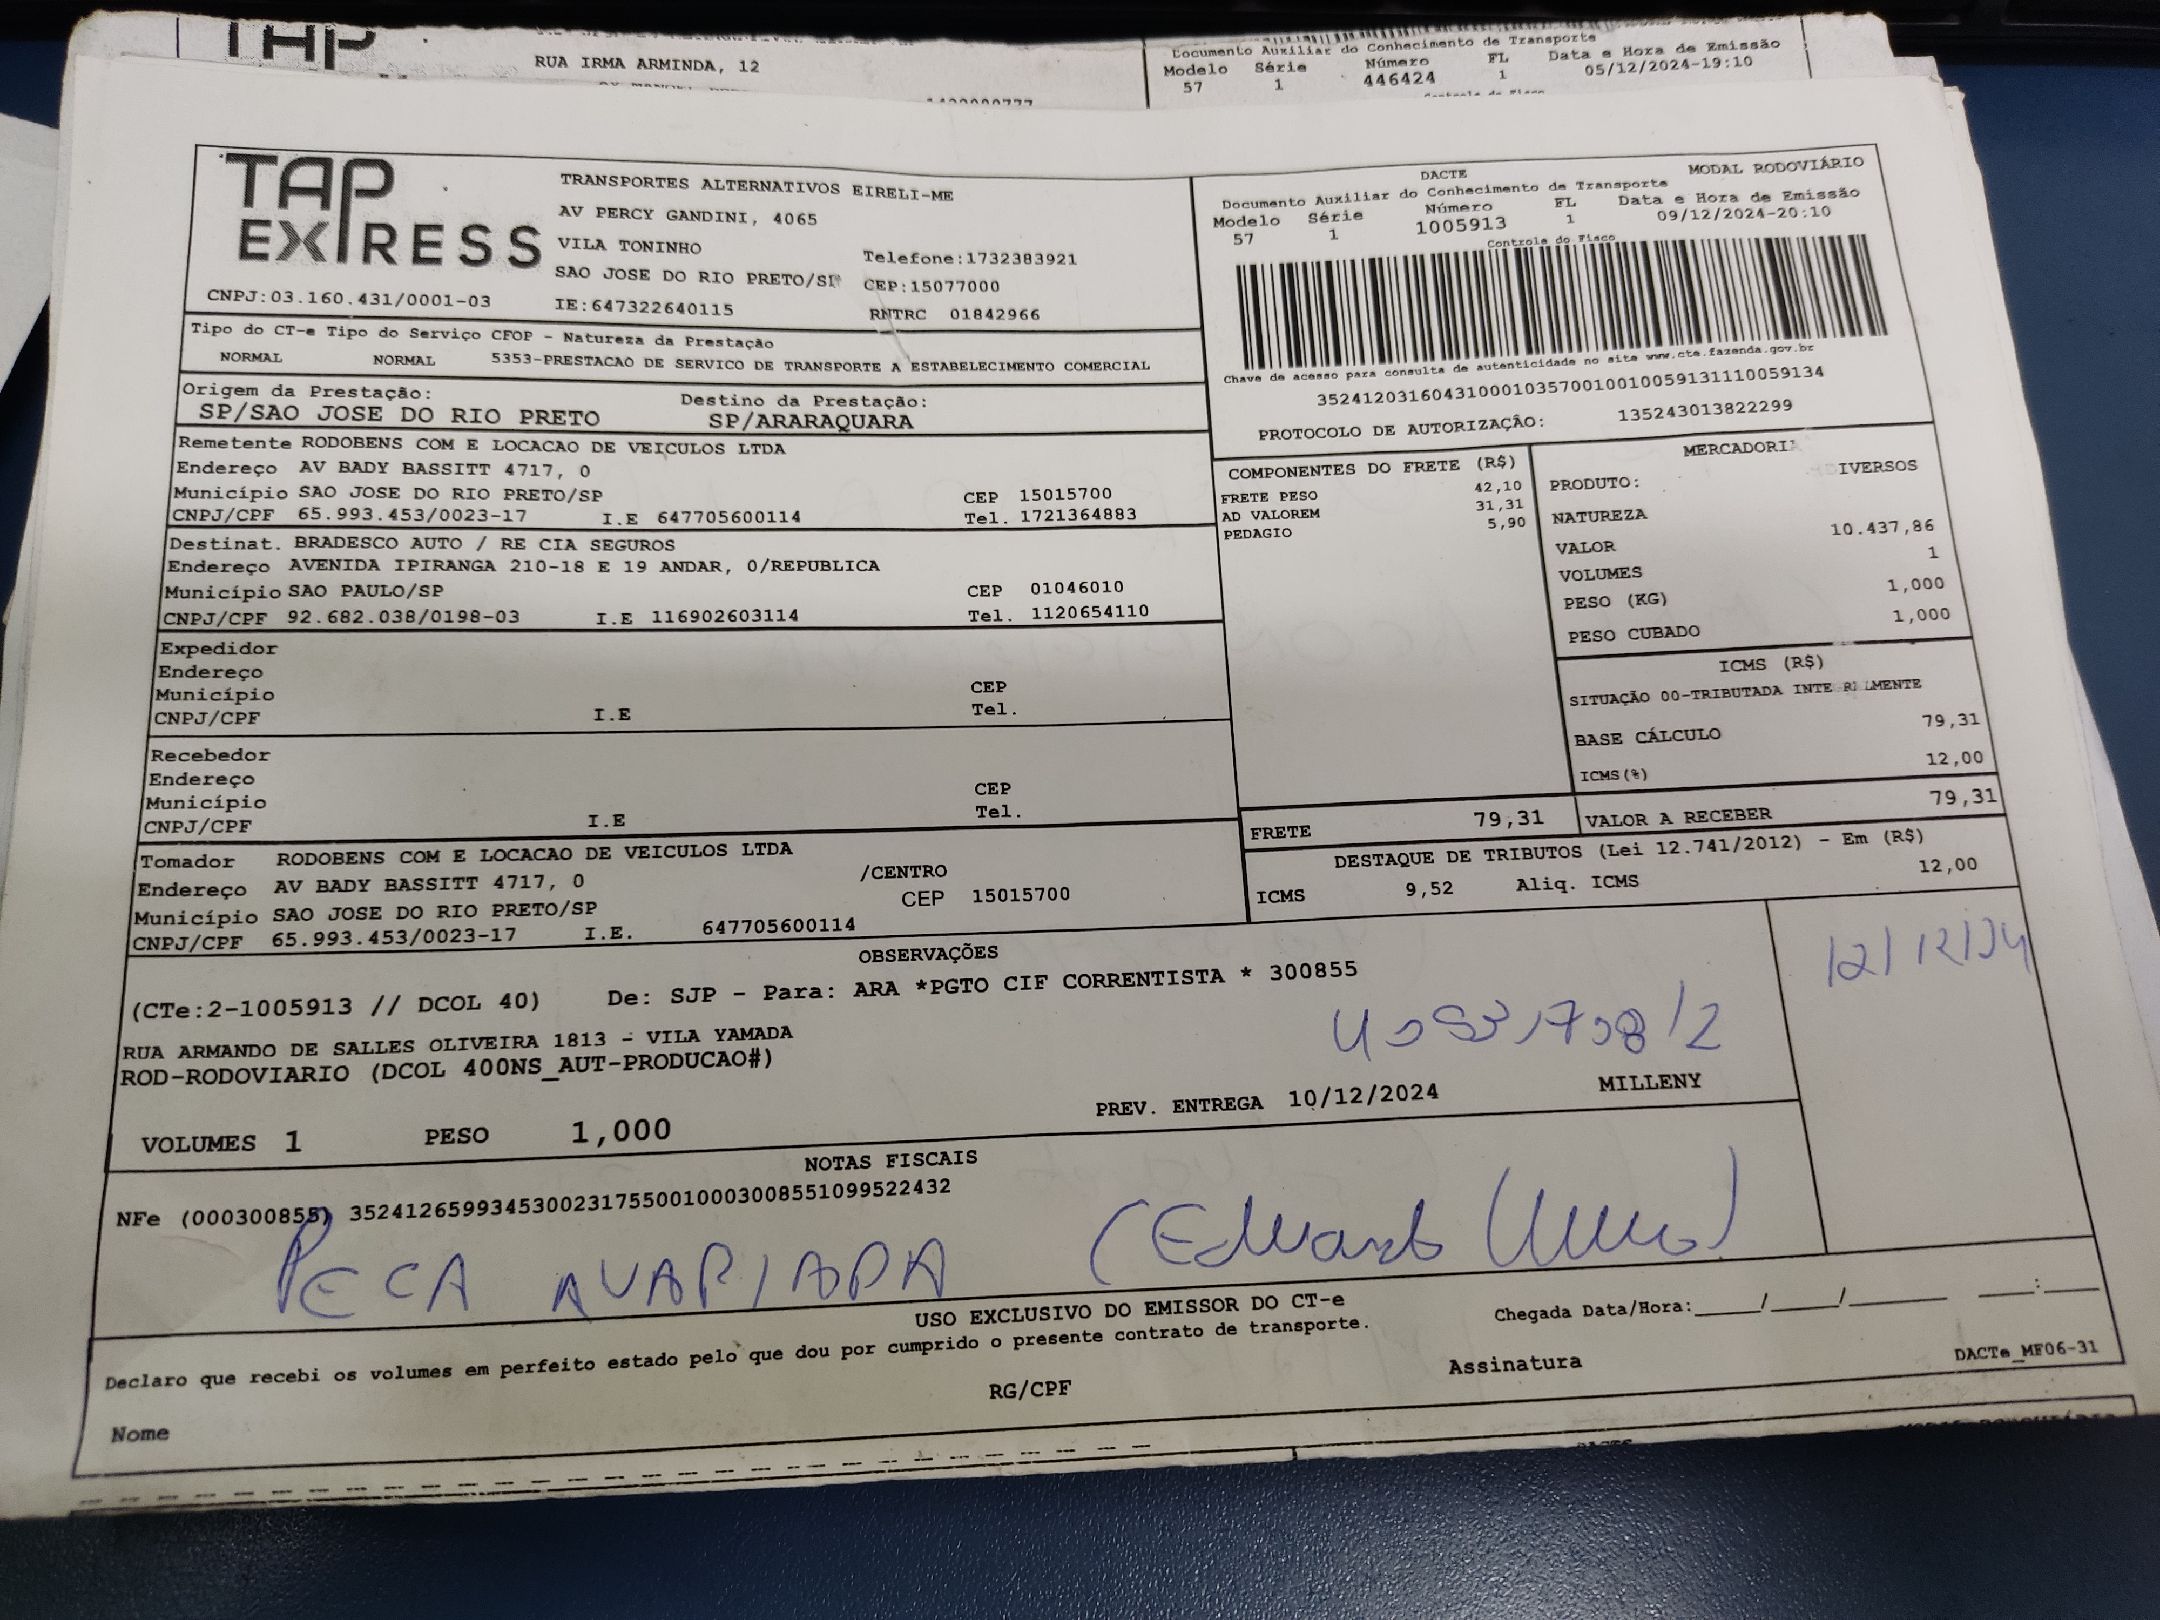 TAP
RUA IRMA ARMINDA, 12
Documento Auxiliar do Conhecimento de Transporte
Modelo Série Número FL Data e Hora de Emissão
57 1 446424 1 05/12/2024-19:10
TAP EXPRESS
TRANSPORTES ALTERNATIVOS EIRELI-ME
AV PERCY GANDINI, 4065
VILA TONINHO
Telefone:1732383921
SAO JOSE DO RIO PRETO/SP
CEP:15077000
CNPJ:03.160.431/0001-03
IE:647322640115
RNTRC 01842966
DACTE
MODAL RODOVIÁRIO
Documento Auxiliar do Conhecimento de Transporte
Modelo Série Número FL Data e Hora de Emissão
57 1 1005913 1 09/12/2024-20:10
Controle do Fisco
Chave de acesso para consulta de autenticidade no site www.cte.fazenda.gov.br
35241203160431000103570010010059131110059134
PROTOCOLO DE AUTORIZAÇÃO: 135243013822299
Tipo do CT-e Tipo do Serviço CFOP - Natureza da Prestação
NORMAL NORMAL 5353-PRESTACAO DE SERVICO DE TRANSPORTE A ESTABELECIMENTO COMERCIAL
Origem da Prestação: Destino da Prestação:
SP/SAO JOSE DO RIO PRETO SP/ARARAQUARA
Remetente RODOBENS COM E LOCACAO DE VEICULOS LTDA
Endereço AV BADY BASSITT 4717, 0
Município SAO JOSE DO RIO PRETO/SP CEP 15015700
CNPJ/CPF 65.993.453/0023-17 I.E 647705600114 Tel. 1721364883
Destinat. BRADESCO AUTO / RE CIA SEGUROS
Endereço AVENIDA IPIRANGA 210-18 E 19 ANDAR, 0/REPUBLICA
Município SAO PAULO/SP CEP 01046010
CNPJ/CPF 92.682.038/0198-03 I.E 116902603114 Tel. 1120654110
Expedidor
Endereço
Município CEP
CNPJ/CPF I.E Tel.
Recebedor
Endereço
Município CEP
CNPJ/CPF I.E Tel.
Tomador RODOBENS COM E LOCACAO DE VEICULOS LTDA
Endereço AV BADY BASSITT 4717, 0 /CENTRO
Município SAO JOSE DO RIO PRETO/SP CEP 15015700
CNPJ/CPF 65.993.453/0023-17 I.E. 647705600114
COMPONENTES DO FRETE (R$)
FRETE PESO 42,10
AD VALOREM 31,31
PEDAGIO 5,90
MERCADORIA
PRODUTO: IVERSOS
NATUREZA
VALOR 10.437,86
VOLUMES 1
PESO (KG) 1,000
PESO CUBADO 1,000
ICMS (R$)
SITUAÇÃO 00-TRIBUTADA INTEGRALMENTE
BASE CÁLCULO 79,31
ICMS(%) 12,00
FRETE 79,31 VALOR A RECEBER 79,31
DESTAQUE DE TRIBUTOS (Lei 12.741/2012) - Em (R$)
ICMS 9,52 Aliq. ICMS 12,00
OBSERVAÇÕES
(CTe:2-1005913 // DCOL 40) De: SJP - Para: ARA *PGTO CIF CORRENTISTA * 300855
RUA ARMANDO DE SALLES OLIVEIRA 1813 - VILA YAMADA
ROD-RODOVIARIO (DCOL 400NS_AUT-PRODUCAO#)
PREV. ENTREGA 10/12/2024 MILLENY
VOLUMES 1 PESO 1,000
NOTAS FISCAIS
NFe (000300855) 35241265993453002317550010003008551099522432
PECA AVARIADA (Eduardo
USO EXCLUSIVO DO EMISSOR DO CT-e
Declaro que recebi os volumes em perfeito estado pelo que dou por cumprido o presente contrato de transporte.
Chegada Data/Hora:_____/_____/________ ____:____
Nome RG/CPF Assinatura
DACTe_MF06-31
DACTE